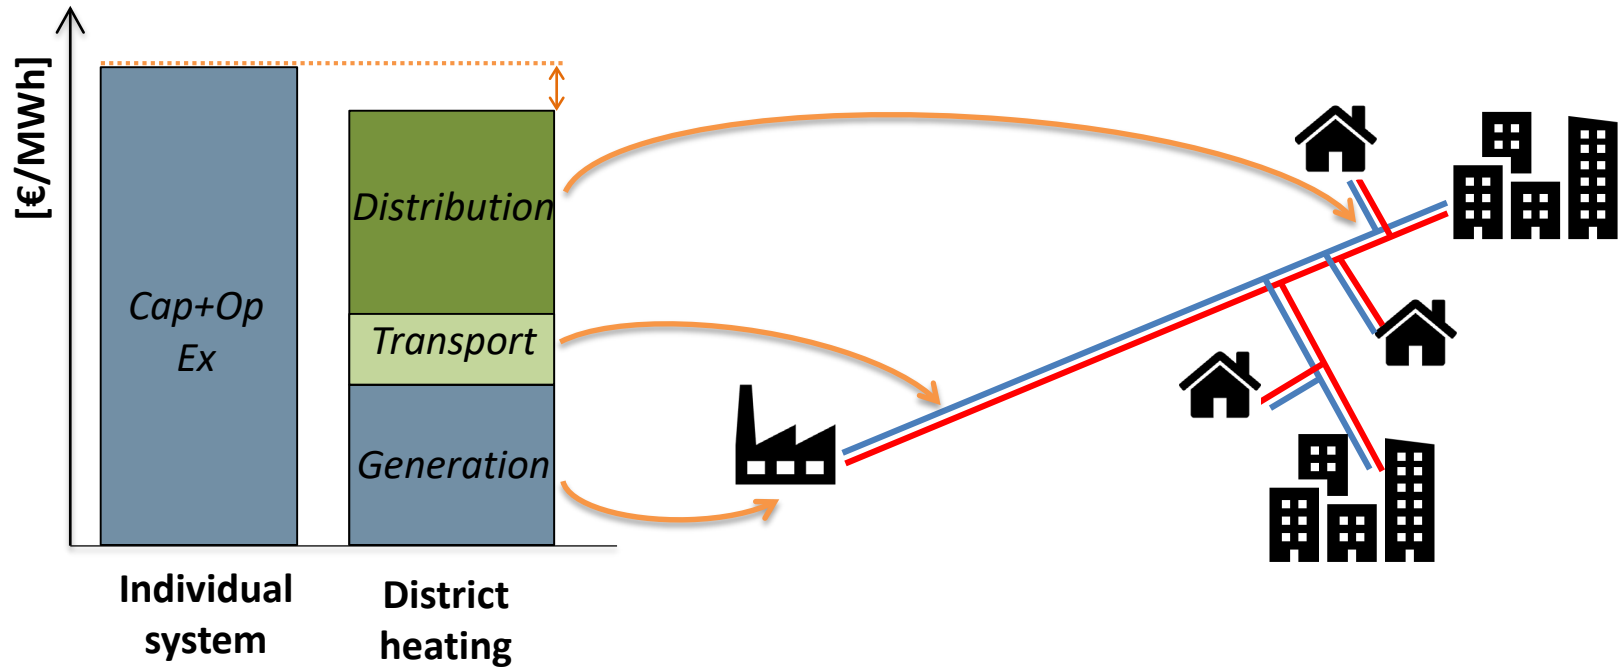 [€/MWh]
Cap+Op
Ex
Distribution
Transport
Generation
Individual
system
District
heating